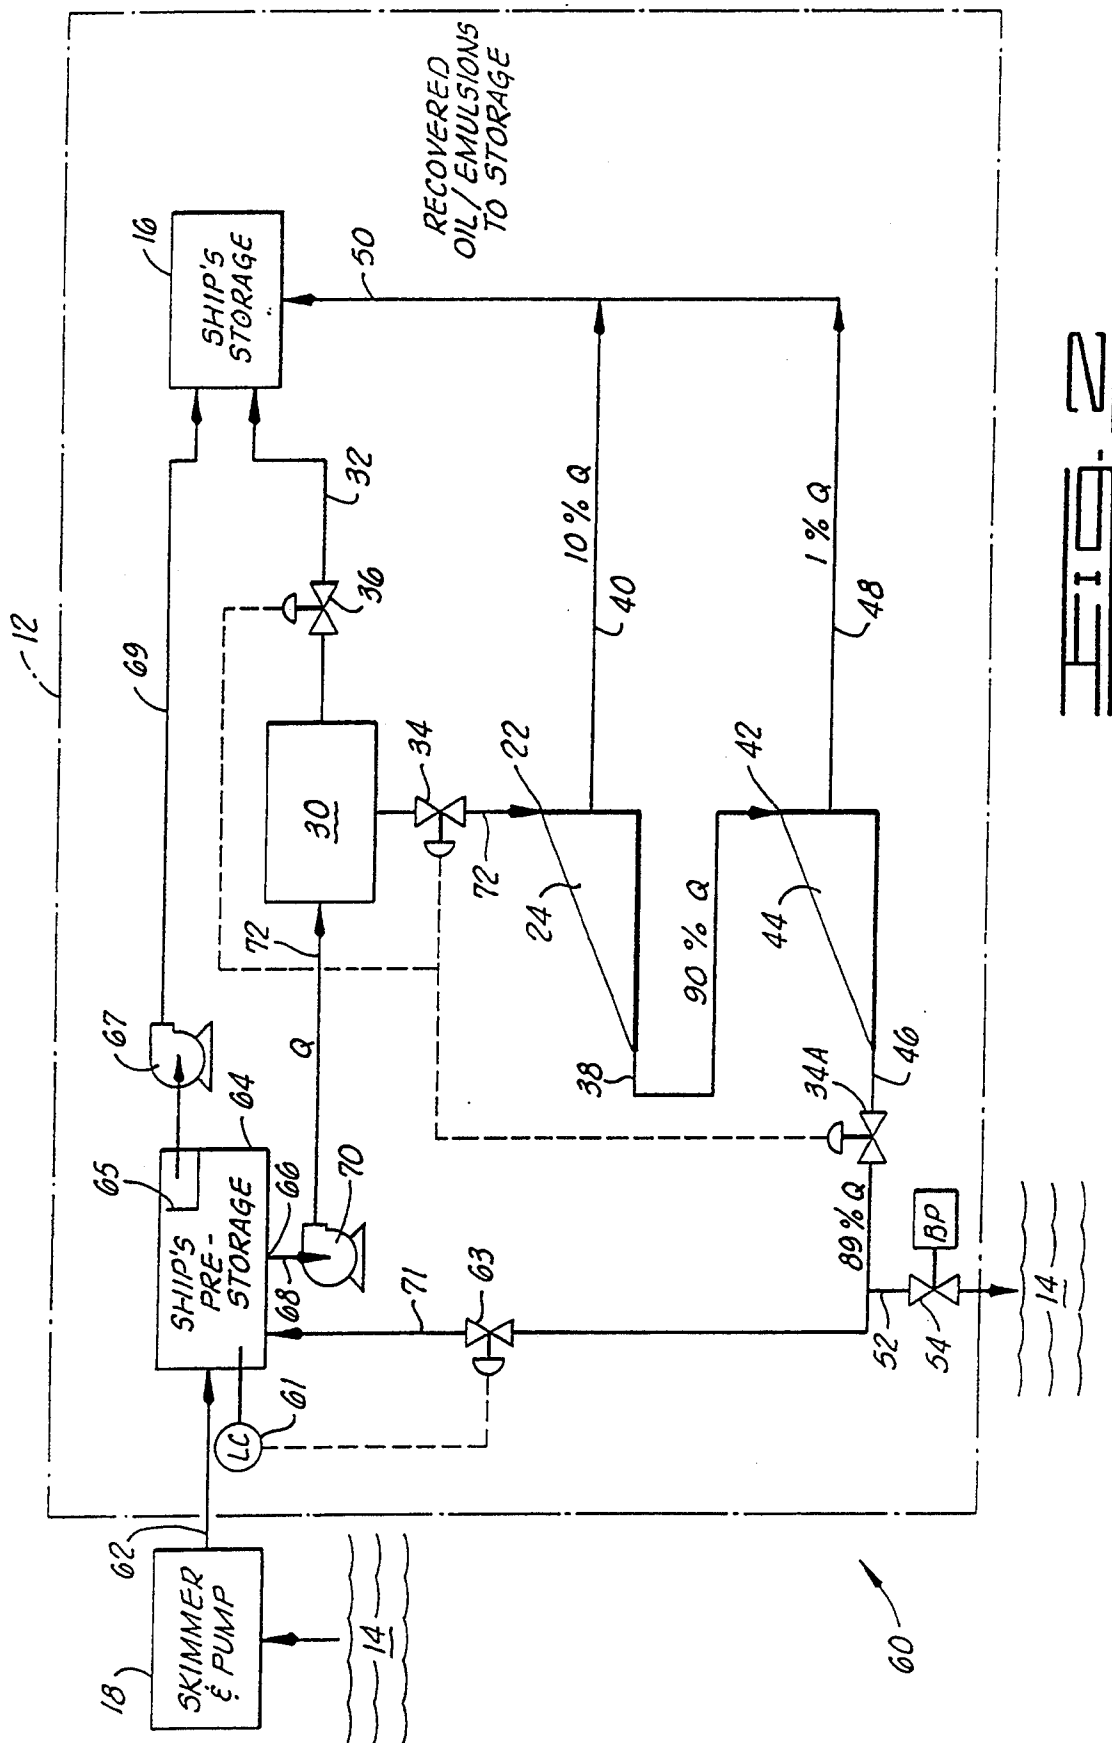 12
18
SKIMMER
& PUMP
62
14
SHIP'S
PRE-
STORAGE
64
65
66
67
68
69
70
61
LC
71
63
72
Q
30
36
32
16
SHIP'S
STORAGE
34
72
22
24
38
10% Q
40
50
RECOVERED
OIL/EMULSIONS
TO STORAGE
90% Q
42
44
46
34A
1% Q
48
89% Q
52
54
BP
14
60
FIG. 2